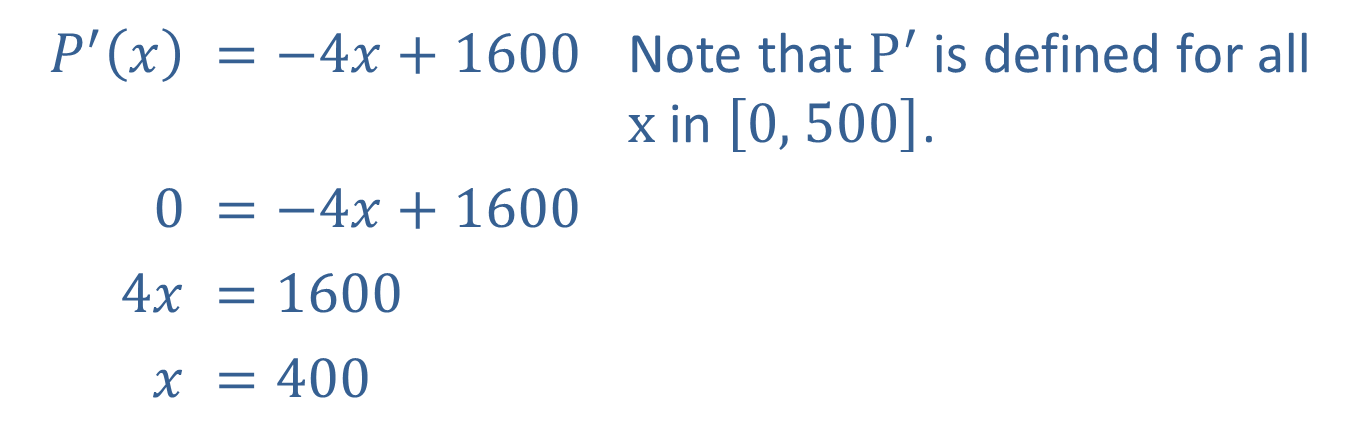 P′(x) = −4x + 1600 Note that P′ is defined for all
x in [0, 500].
0 = −4x + 1600
4x = 1600
x = 400